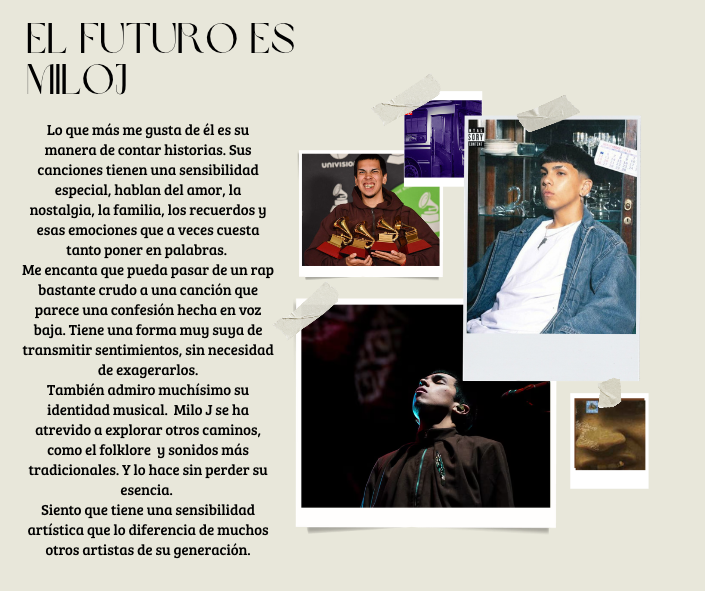 EL FUTURO ES
MILOJ
Lo que más me gusta de él es su
manera de contar historias. Sus
canciones tienen una sensibilidad
especial, hablan del amor, la
nostalgia, la familia, los recuerdos y
esas emociones que a veces cuesta
tanto poner en palabras.
Me encanta que pueda pasar de un rap
bastante crudo a una canción que
parece una confesión hecha en voz
baja. Tiene una forma muy suya de
transmitir sentimientos, sin necesidad
de exagerarlos.
También admiro muchísimo su
identidad musical.  Milo J se ha
atrevido a explorar otros caminos,
como el folklore  y sonidos más
tradicionales. Y lo hace sin perder su
esencia.
Siento que tiene una sensibilidad
artística que lo diferencia de muchos
otros artistas de su generación.
UNIVISIO